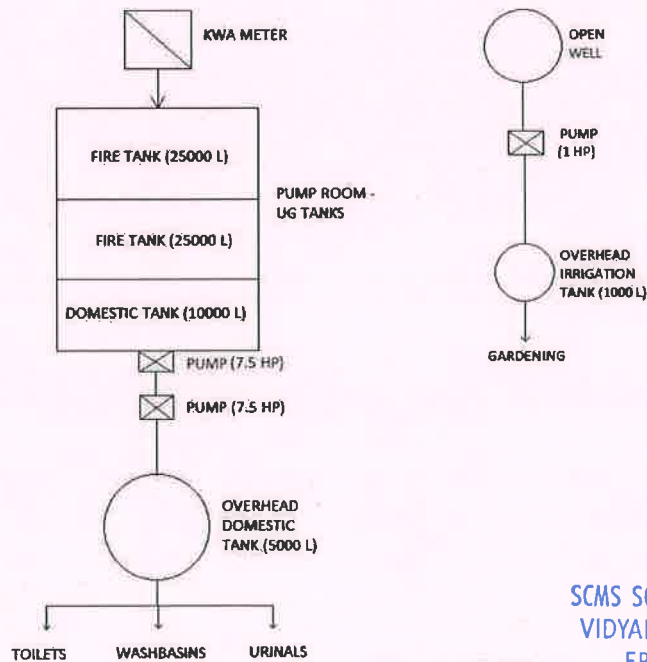 KWA METER
FIRE TANK (25000 L)
FIRE TANK (25000 L)
DOMESTIC TANK (10000 L)
PUMP ROOM -
UG TANKS
PUMP (7.5 HP)
PUMP (7.5 HP)
OVERHEAD
DOMESTIC
TANK (5000 L)
TOILETS
WASHBASINS
URINALS
OPEN
WELL
PUMP
(1 HP)
OVERHEAD
IRRIGATION
TANK (1000 L)
GARDENING
SCMS